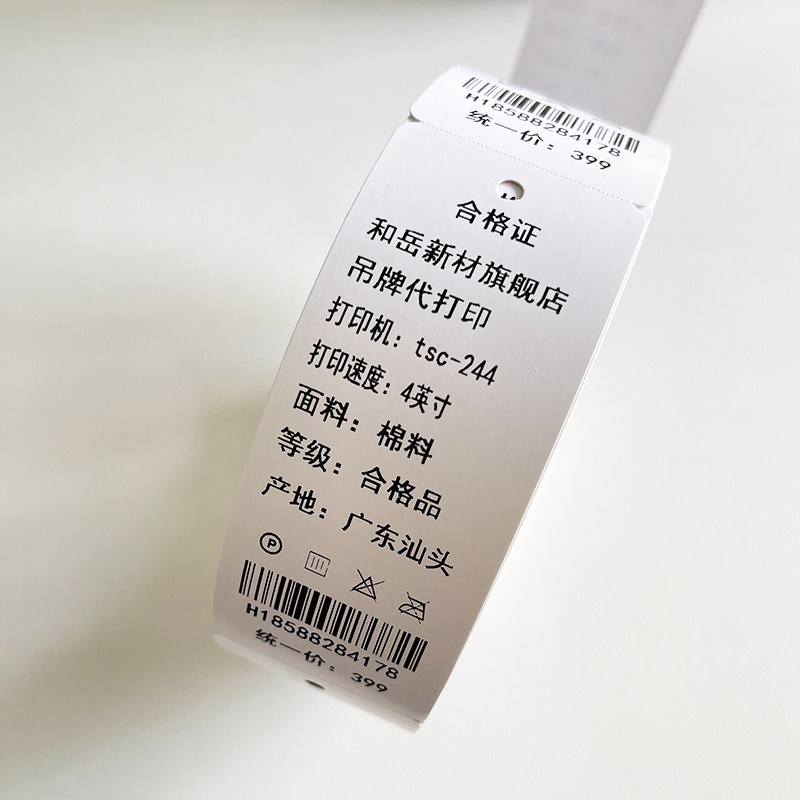 H18588284178
统一价：399
合格证
和岳新材旗舰店
吊牌代打印
打印机：tsc-244
打印速度：4英寸
面料：棉料
等级：合格品
产地：广东汕头
P
H18588284178
统一价：399